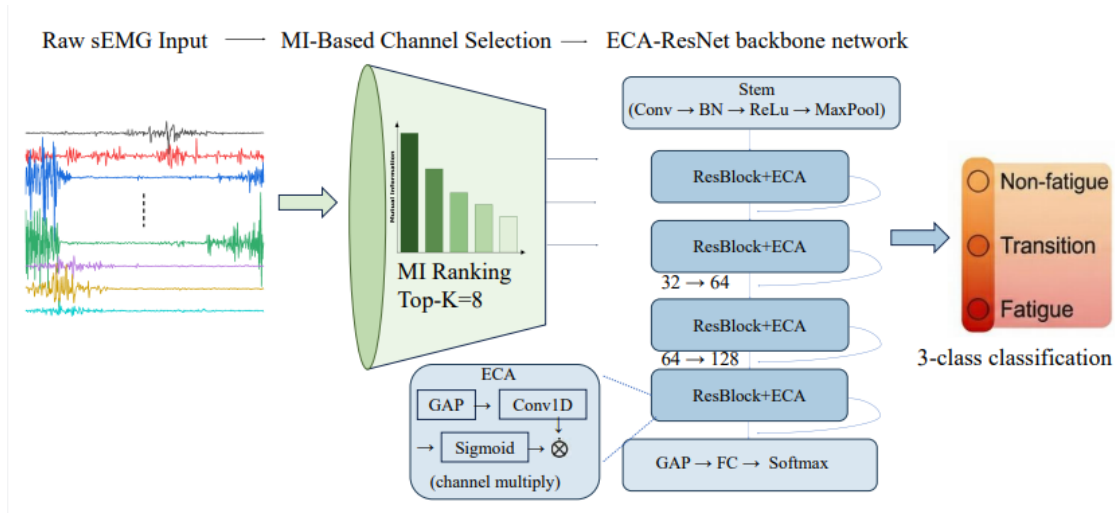 Raw sEMG Input
MI-Based Channel Selection
ECA-ResNet backbone network
Mutual Information
MI Ranking
Top-K=8
Stem
(Conv → BN → ReLu → MaxPool)
ResBlock+ECA
ResBlock+ECA
32 → 64
ResBlock+ECA
64 → 128
ResBlock+ECA
GAP → FC → Softmax
ECA
GAP → Conv1D
→ Sigmoid → ⊗
(channel multiply)
Non-fatigue
Transition
Fatigue
3-class classification